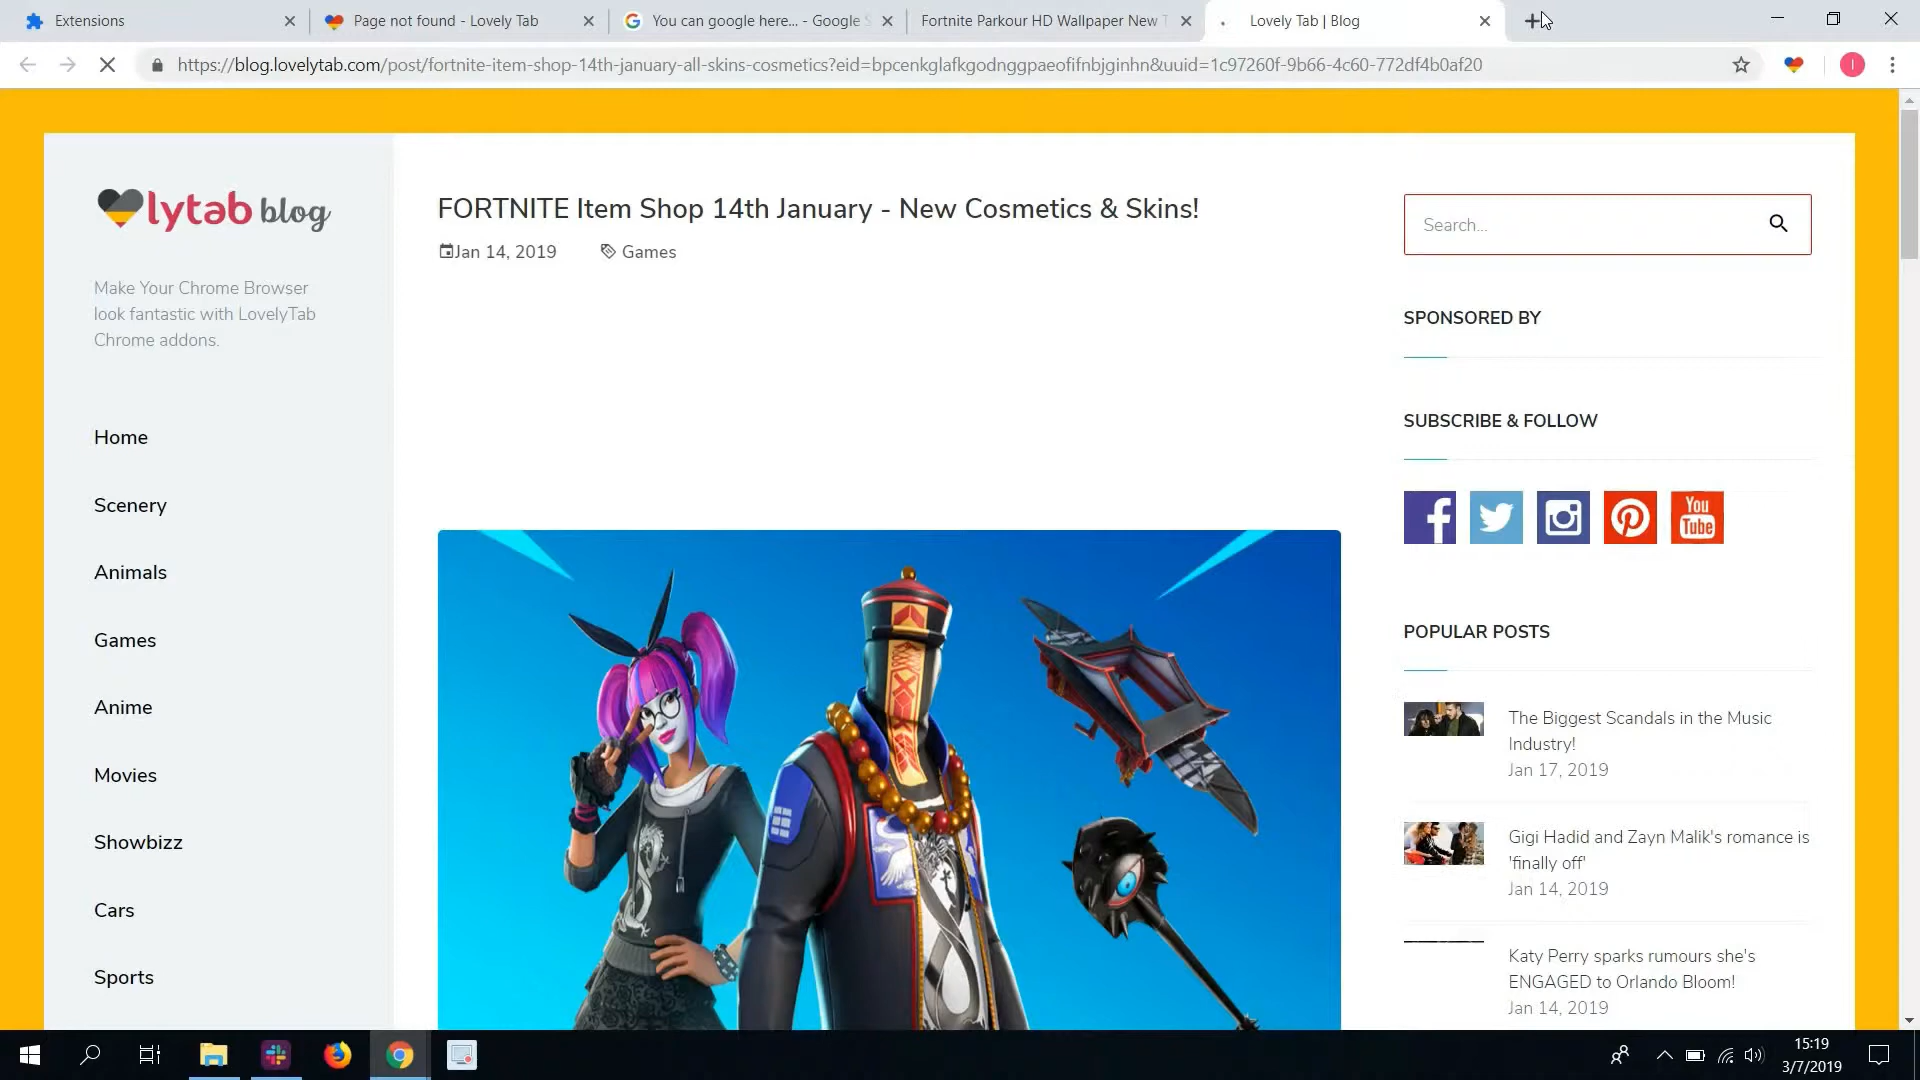 Extensions
Page not found - Lovely Tab
You can google here... - Google S
Fortnite Parkour HD Wallpaper New T
Lovely Tab | Blog
https://blog.lovelytab.com/post/fortnite-item-shop-14th-january-all-skins-cosmetics?eid=bpcenkglafkgodnggpaeofifnbjginhn&uuid=1c97260f-9b66-4c60-772df4b0af20
I
lytab blog
Make Your Chrome Browser
look fantastic with LovelyTab
Chrome addons.
Home
Scenery
Animals
Games
Anime
Movies
Showbizz
Cars
Sports
FORTNITE Item Shop 14th January - New Cosmetics & Skins!
Jan 14, 2019
Games
Search...
SPONSORED BY
SUBSCRIBE & FOLLOW
You
Tube
POPULAR POSTS
The Biggest Scandals in the Music
Industry!
Jan 17, 2019
Gigi Hadid and Zayn Malik's romance is
'finally off'
Jan 14, 2019
Katy Perry sparks rumours she's
ENGAGED to Orlando Bloom!
Jan 14, 2019
15:19
3/7/2019